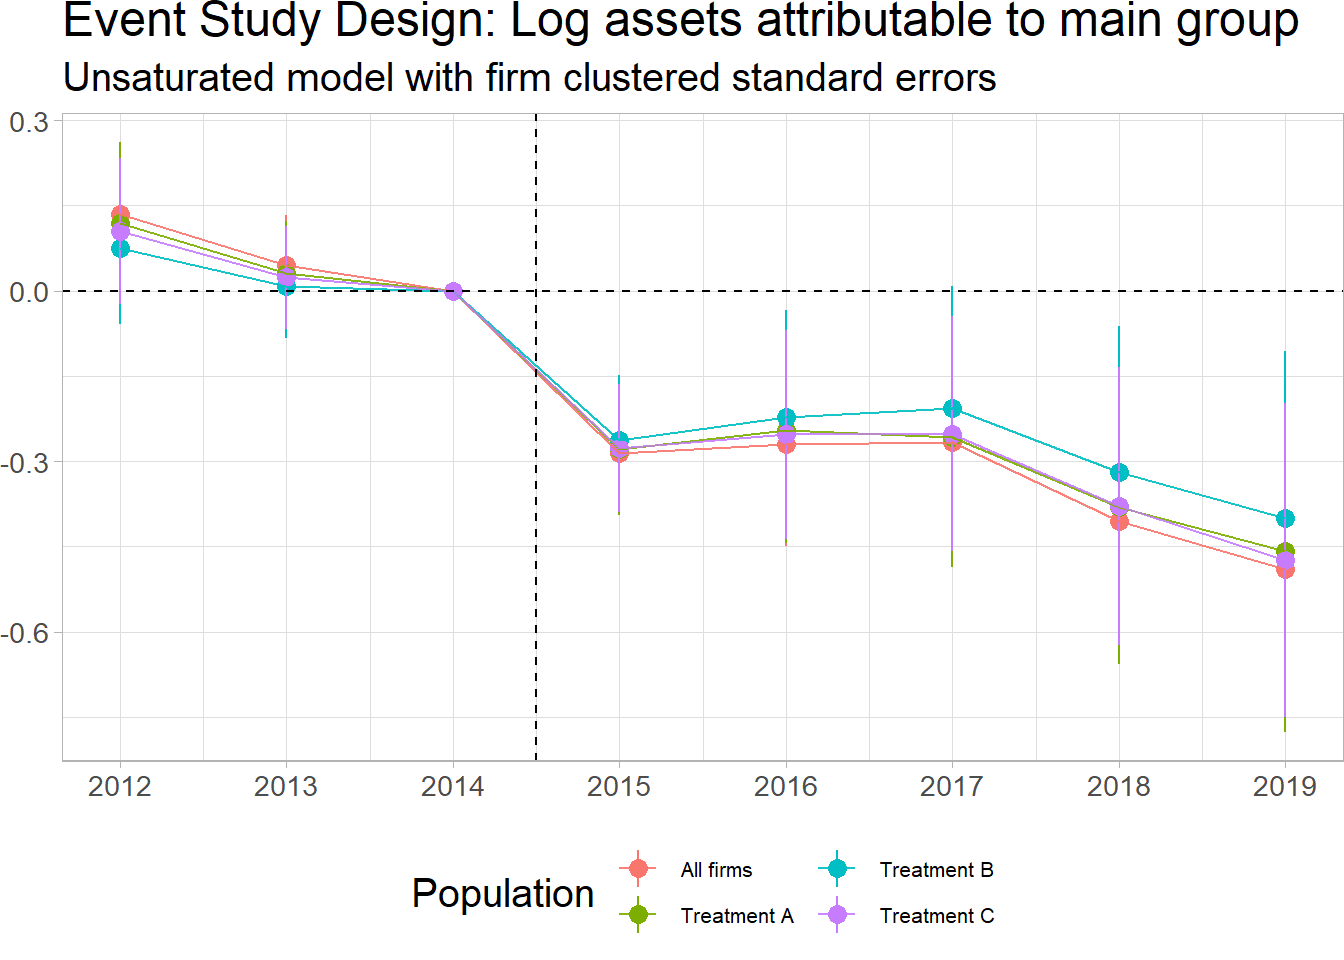 Event Study Design: Log assets attributable to main group
Unsaturated model with firm clustered standard errors
0.3
0.0
-0.3
-0.6
2012 2013 2014 2015 2016 2017 2018 2019
Population
All firms
Treatment A
Treatment B
Treatment C